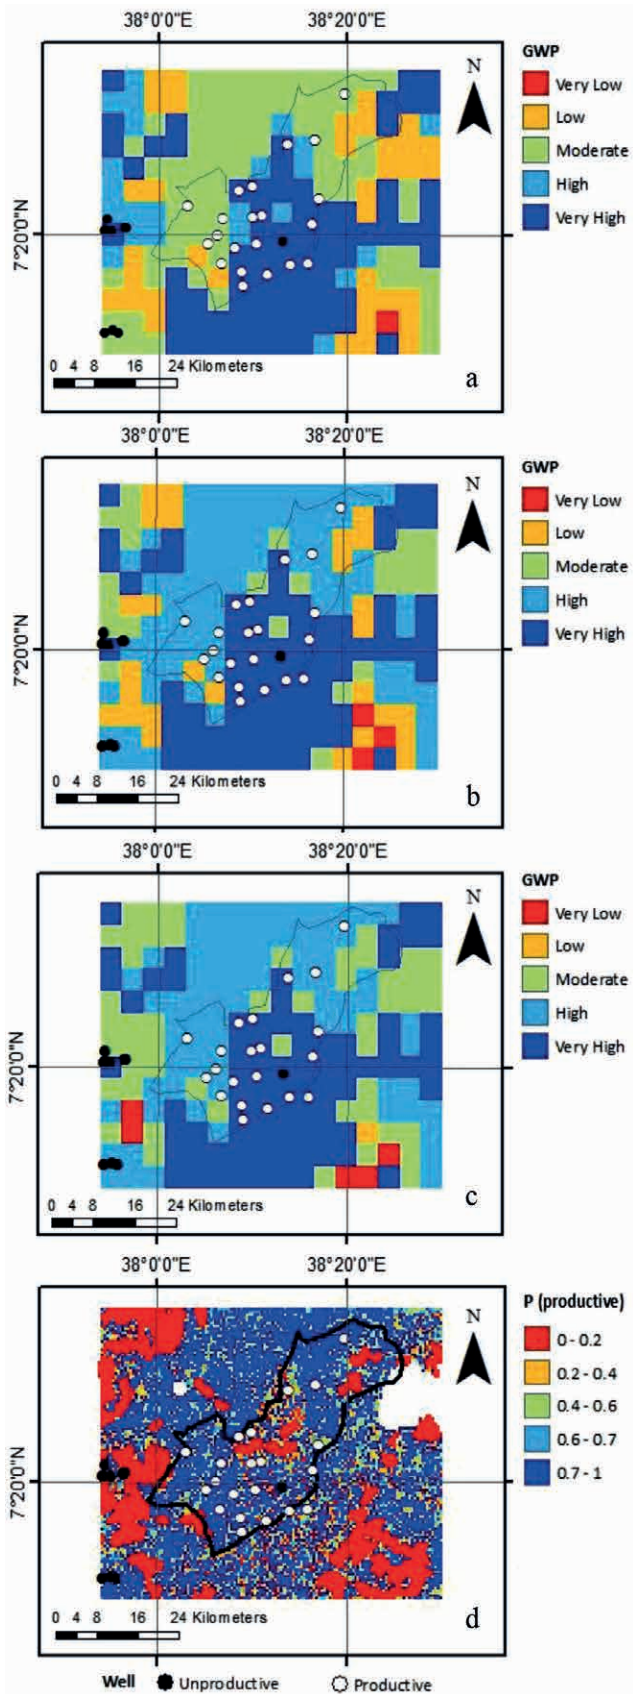 38°0'0"E 38°20'0"E
7°20'0"N
N
GWP
Very Low
Low
Moderate
High
Very High
0 4 8 16 24 Kilometers
a
38°0'0"E 38°20'0"E
7°20'0"N
N
GWP
Very Low
Low
Moderate
High
Very High
0 4 8 16 24 Kilometers
b
38°0'0"E 38°20'0"E
7°20'0"N
N
GWP
Very Low
Low
Moderate
High
Very High
0 4 8 16 24 Kilometers
c
38°0'0"E 38°20'0"E
7°20'0"N
N
P (productive)
0 - 0.2
0.2 - 0.4
0.4 - 0.6
0.6 - 0.7
0.7 - 1
0 4 8 16 24 Kilometers
d
Well Unproductive Productive